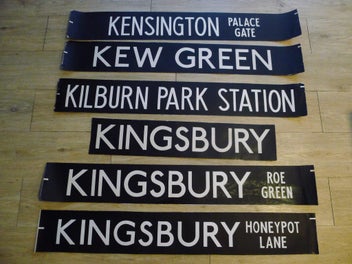 KENSINGTON PALACE GATE
KEW GREEN
KILBURN PARK STATION
KINGSBURY
KINGSBURY ROE GREEN
KINGSBURY HONEYPOT LANE